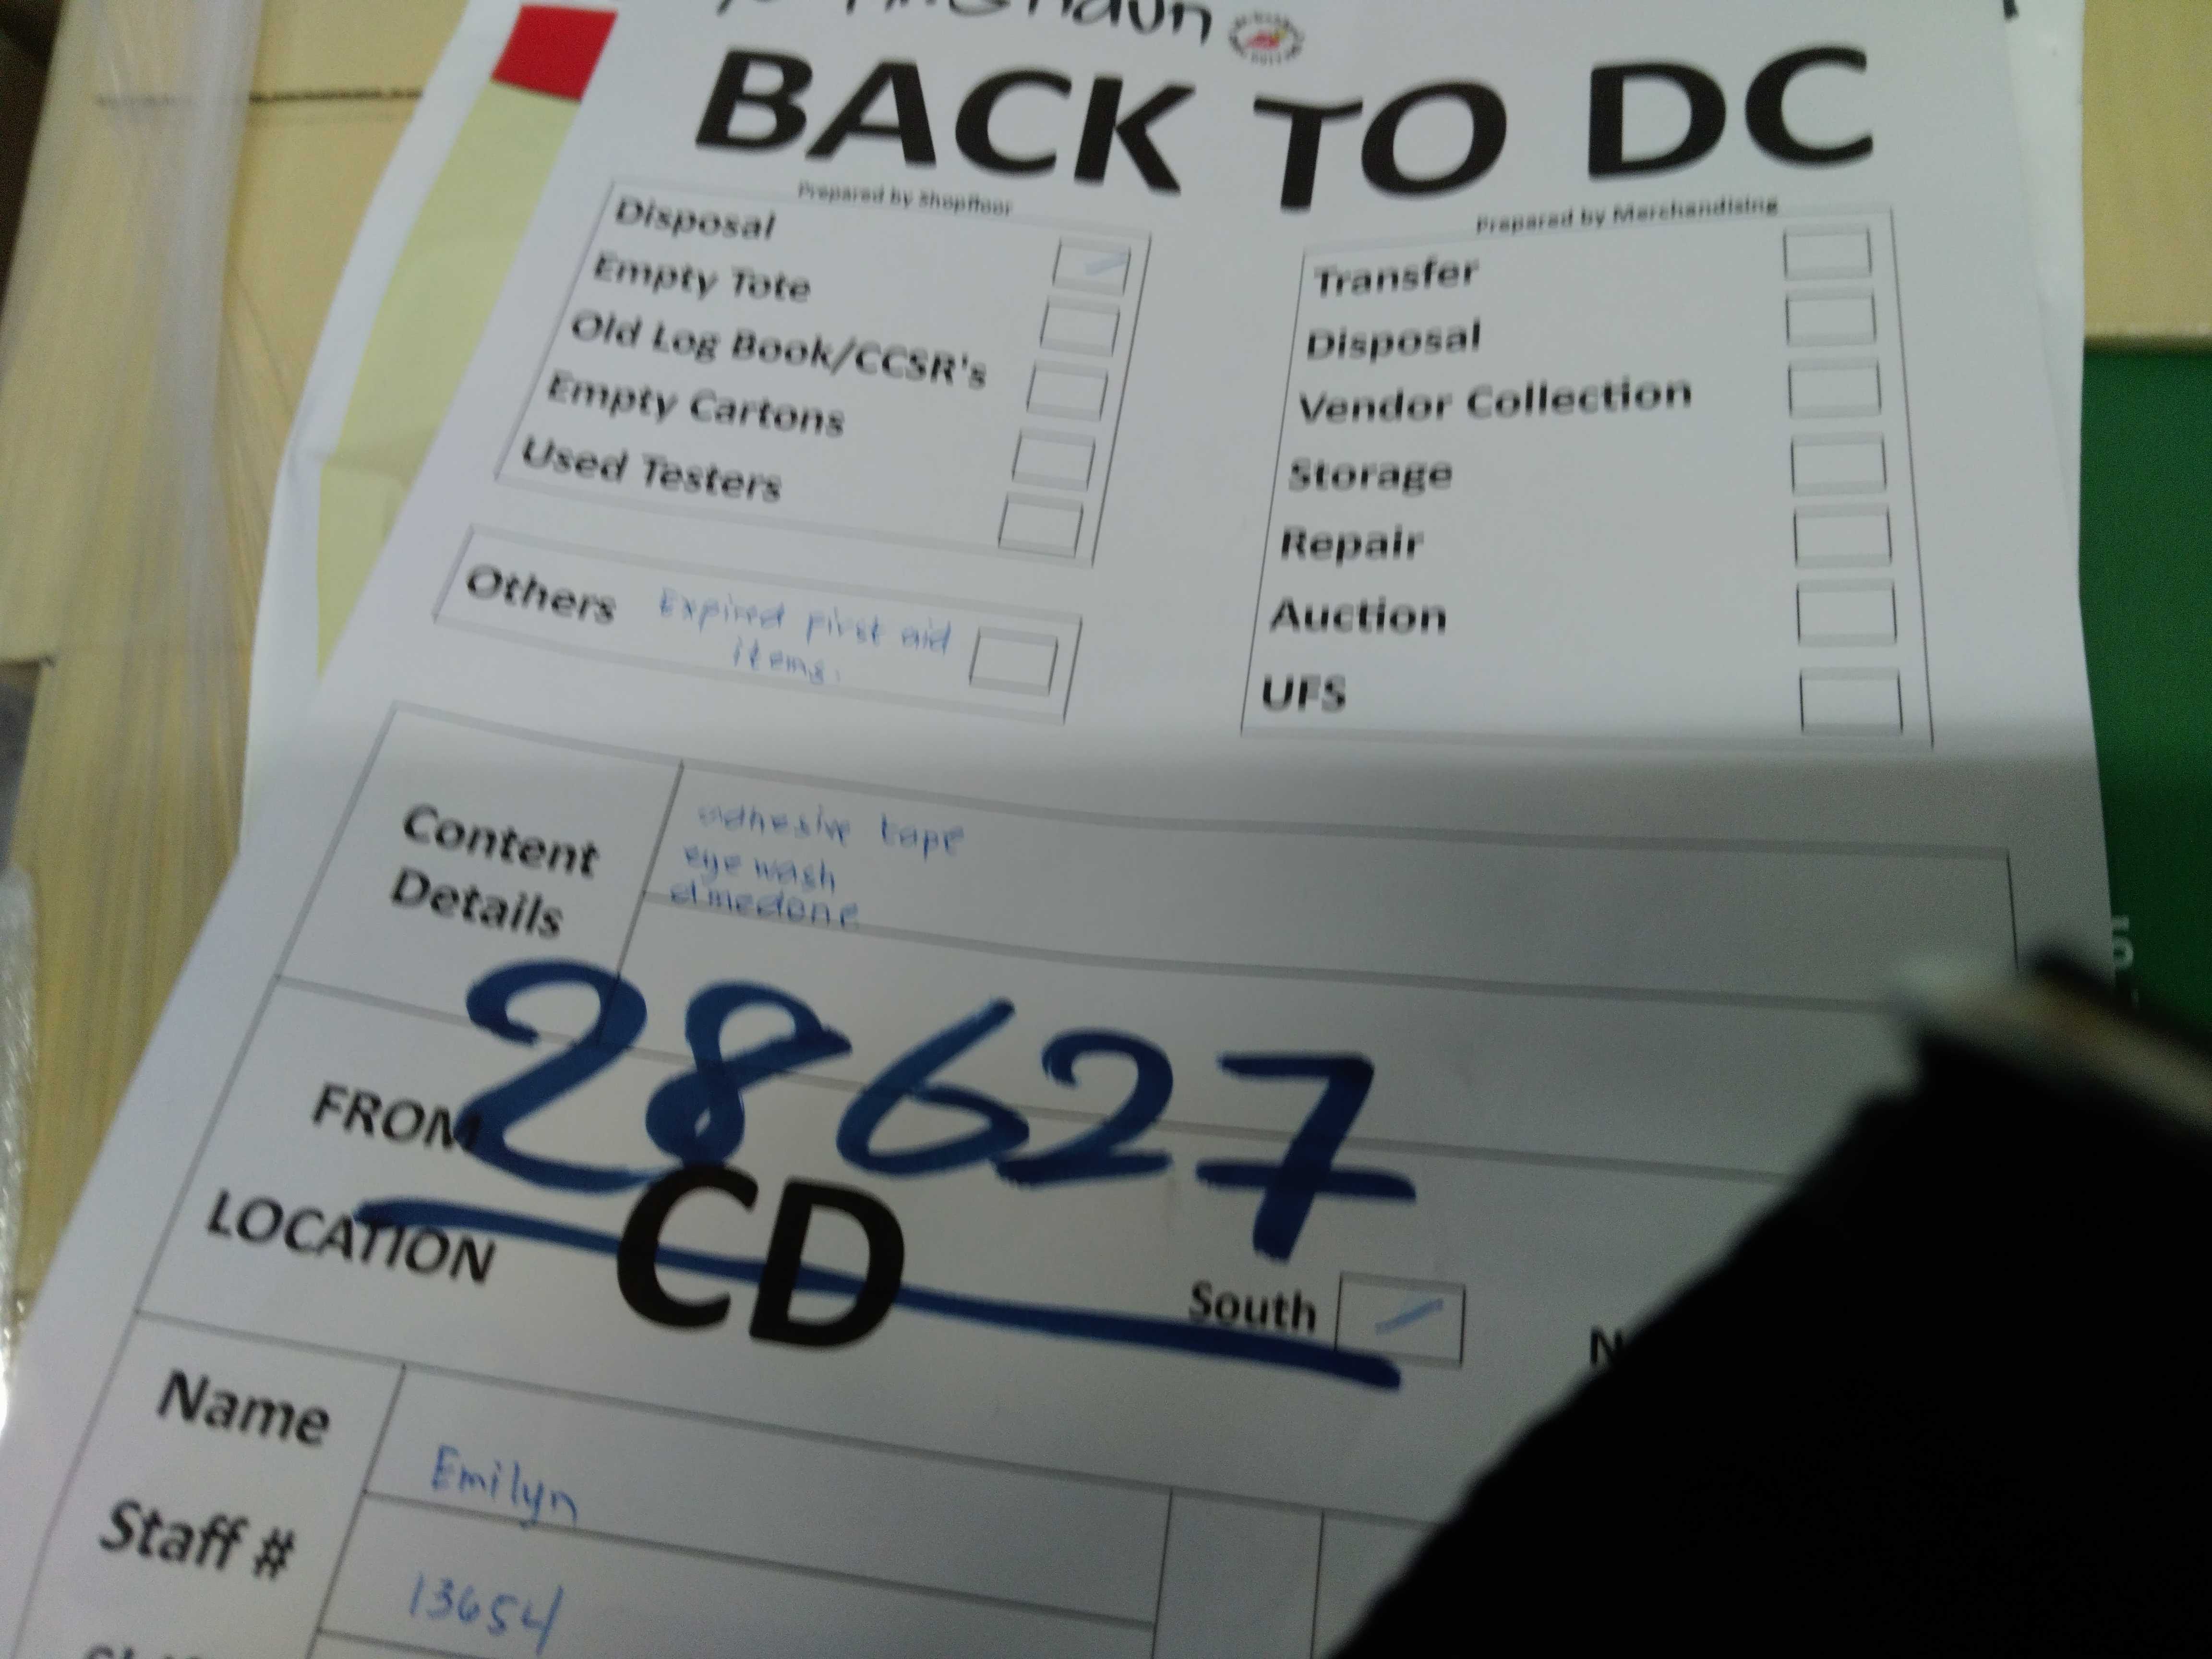 BACK TO DC
Prepared by Shopfloor
Disposal
Empty Tote
Old Log Book/CCSR's
Empty Cartons
Used Testers
Others Expired first aid
items.
Prepared by Merchandising
Transfer
Disposal
Vendor Collection
Storage
Repair
Auction
UFS
Content
Details
adhesive tape
eye wash
28627
FROM
LOCATION
CD
South
Name
Emilyn
Staff #
13654